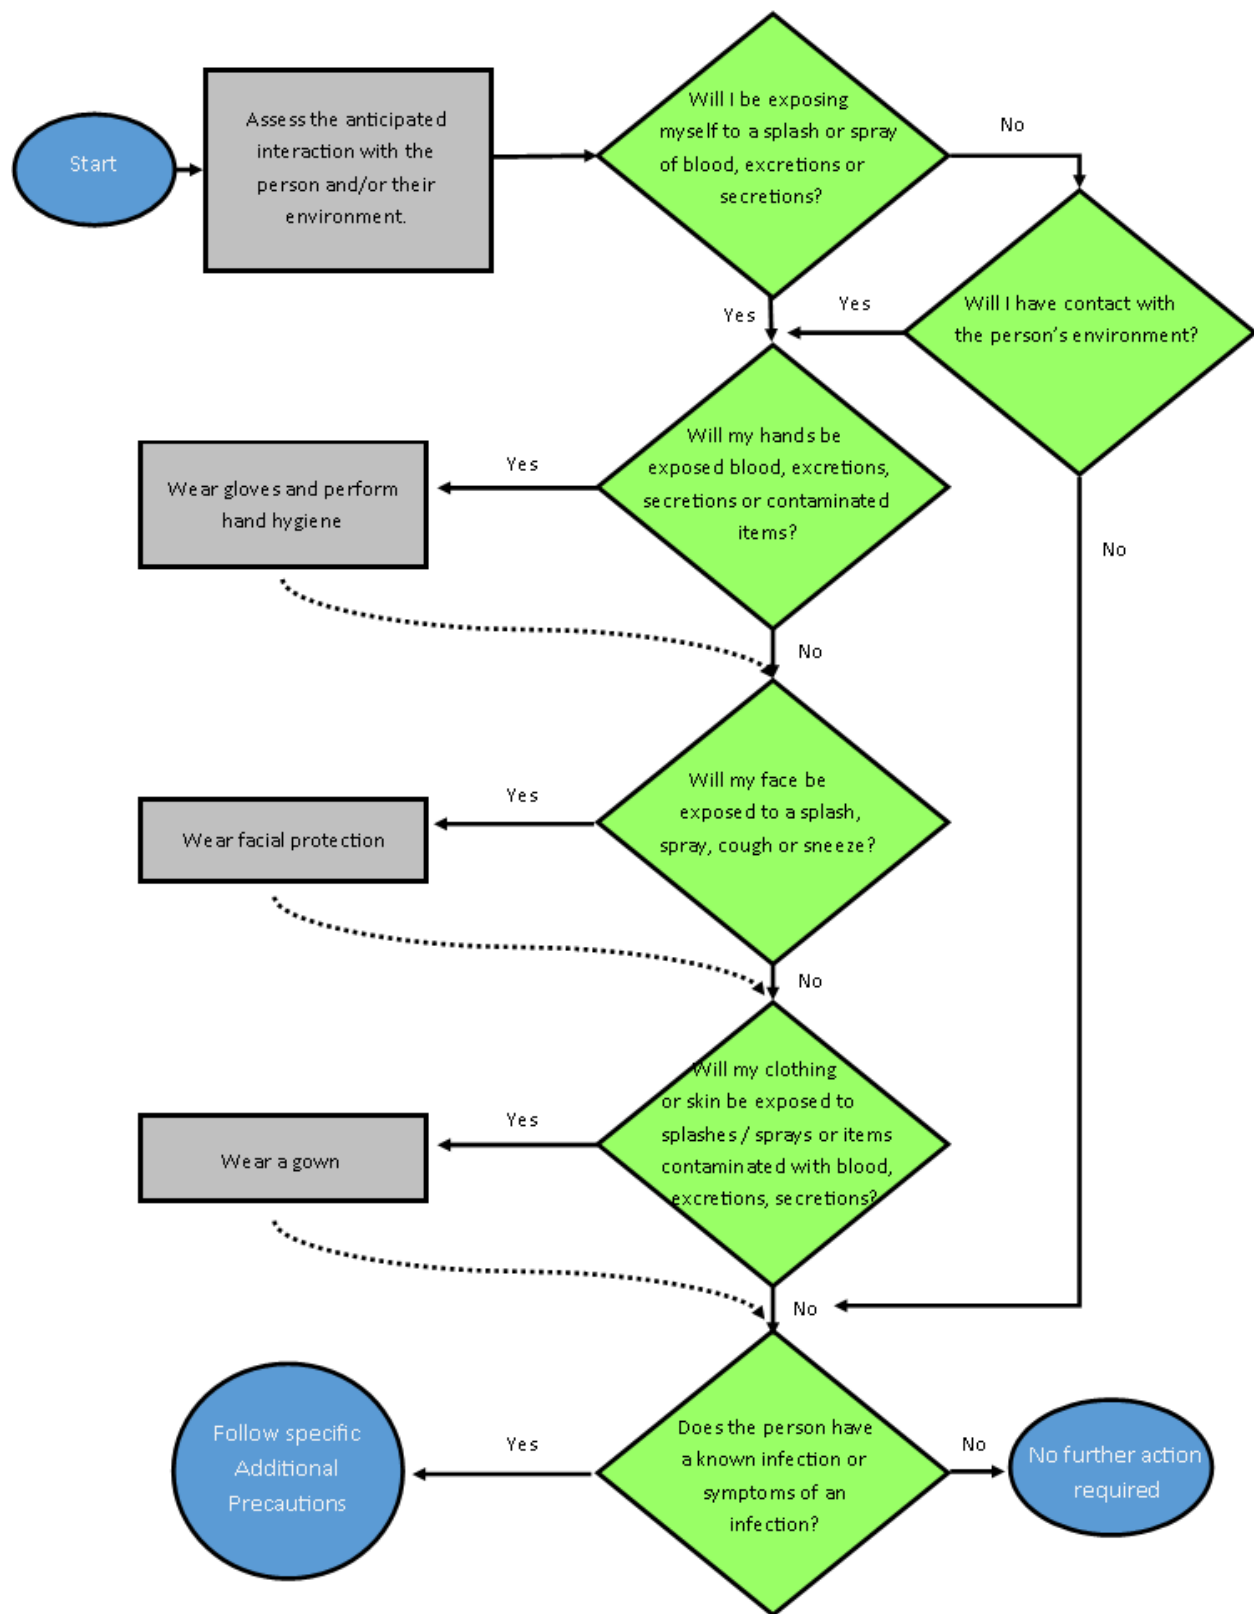 Start
Assess the anticipated
interaction with the
person and/or their
environment.
Will I be exposing
myself to a splash or spray
of blood, excretions or
secretions?
No
Will I have contact with
the person's environment?
Yes
Yes
Will my hands be
exposed blood, excretions,
secretions or contaminated
items?
Yes
Wear gloves and perform
hand hygiene
No
No
Will my face be
exposed to a splash,
spray, cough or sneeze?
Yes
Wear facial protection
No
Will my clothing
or skin be exposed to
splashes / sprays or items
contaminated with blood,
excretions, secretions?
Yes
Wear a gown
No
Does the person have
a known infection or
symptoms of an
infection?
Yes
Follow specific
Additional
Precautions
No
No further action
required